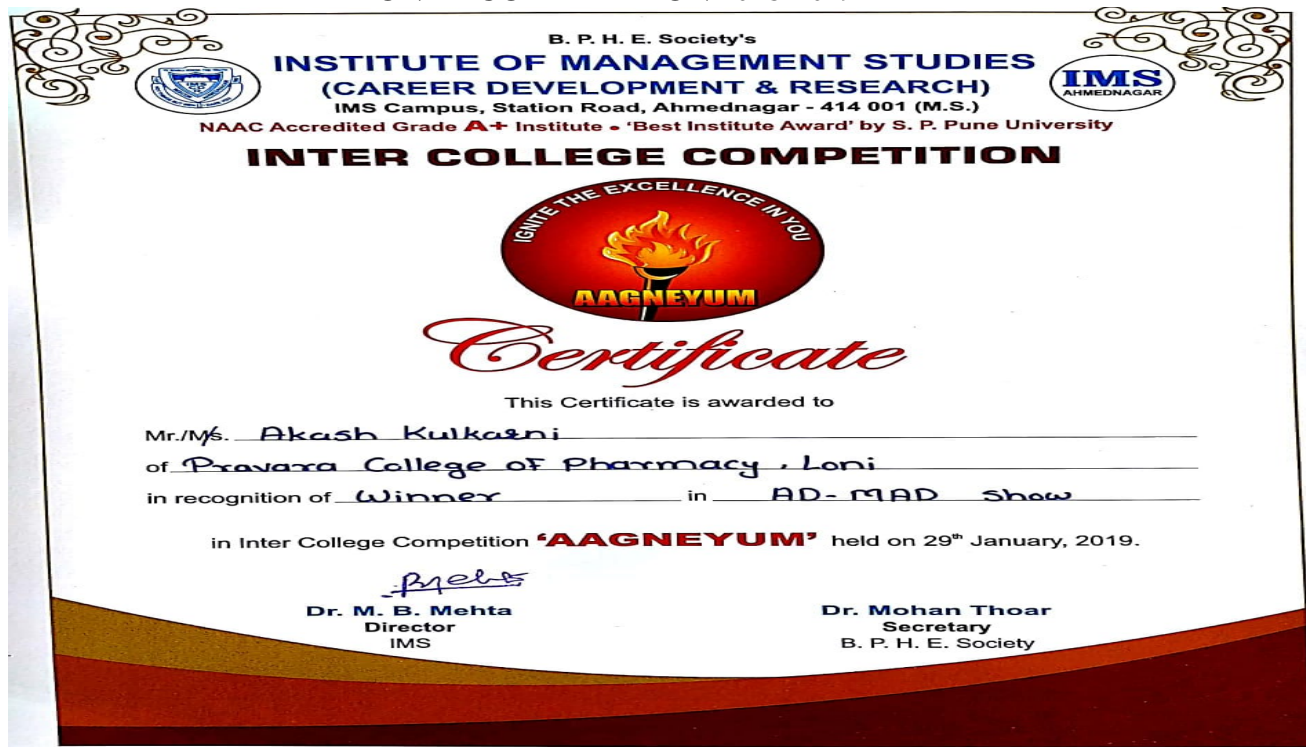 B. P. H. E. Society's
INSTITUTE OF MANAGEMENT STUDIES
(CAREER DEVELOPMENT & RESEARCH)
IMS Campus, Station Road, Ahmednagar - 414 001 (M.S.)
NAAC Accredited Grade A+ Institute • 'Best Institute Award' by S. P. Pune University
IMS
IMS
AHMEDNAGAR
INTER COLLEGE COMPETITION
IGNITE THE EXCELLENCE IN YOU
AAGNEYUM
Certificate
This Certificate is awarded to
Mr./Ms. Akash Kulkarni
of Pravara College of Pharmacy, Loni
in recognition of Winner in AD-MAD Show
in Inter College Competition 'AAGNEYUM' held on 29th January, 2019.
Dr. M. B. Mehta
Director
IMS
Dr. Mohan Thoar
Secretary
B. P. H. E. Society